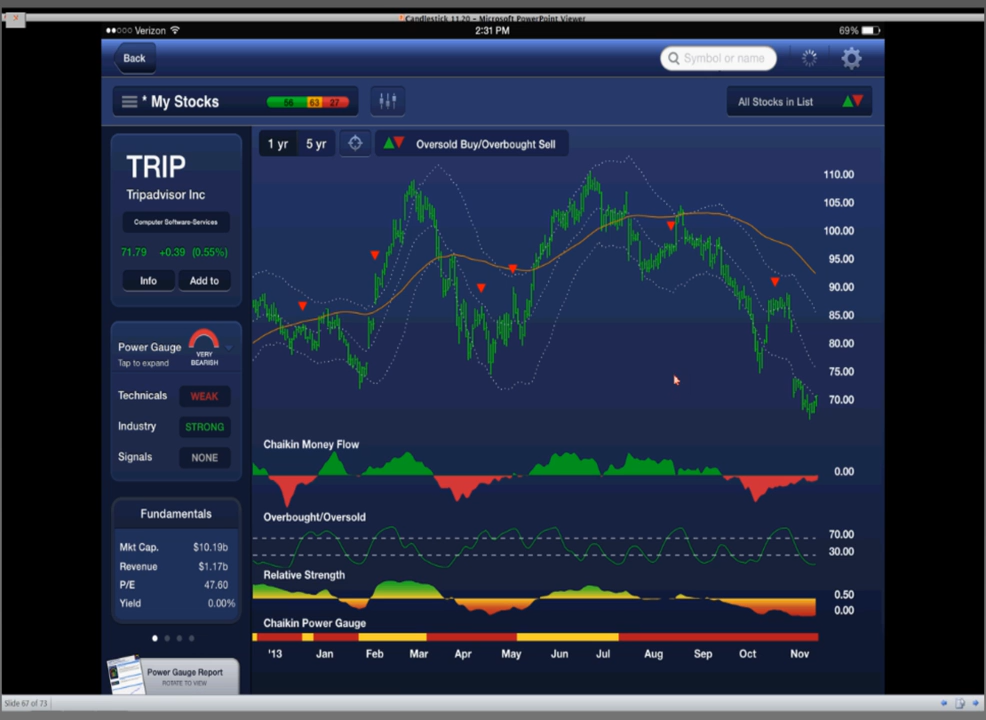 Candlestick 11.20 - Microsoft PowerPoint Viewer
Verizon 2:31 PM 69%
Back Symbol or name
* My Stocks 56 63 27 All Stocks in List
1 yr 5 yr Oversold Buy/Overbought Sell
TRIP
Tripadvisor Inc
Computer Software-Services
71.79 +0.39 (0.55%)
Info Add to
Power Gauge
Tap to expand
VERY
BEARISH
Technicals WEAK
Industry STRONG
Signals NONE
Fundamentals
Mkt Cap. $10.19b
Revenue $1.17b
P/E 47.60
Yield 0.00%
Power Gauge Report
ROTATE TO VIEW
110.00
105.00
100.00
95.00
90.00
85.00
80.00
75.00
70.00
Chaikin Money Flow
0.00
Overbought/Oversold
70.00
30.00
Relative Strength
0.50
0.00
Chaikin Power Gauge
'13 Jan Feb Mar Apr May Jun Jul Aug Sep Oct Nov
Slide 67 of 73